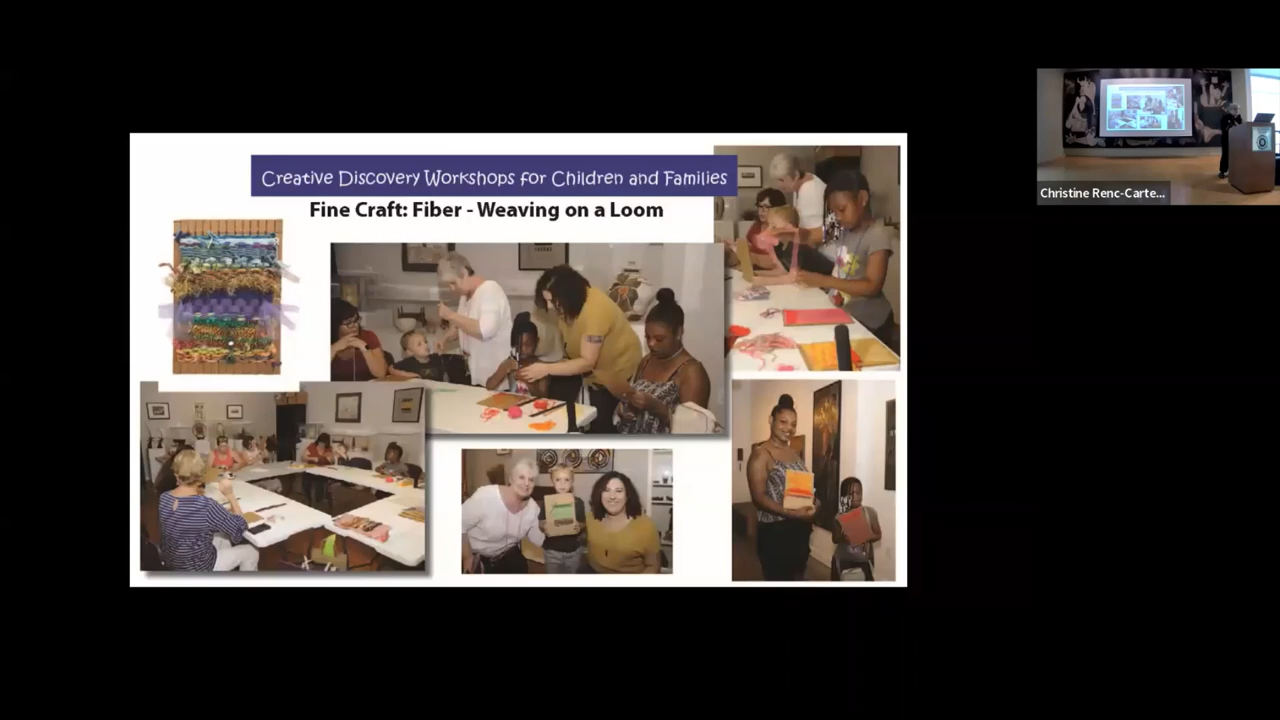 Creative Discovery Workshops for Children and Families
Fine Craft: Fiber - Weaving on a Loom
Christine Renc-Carte...